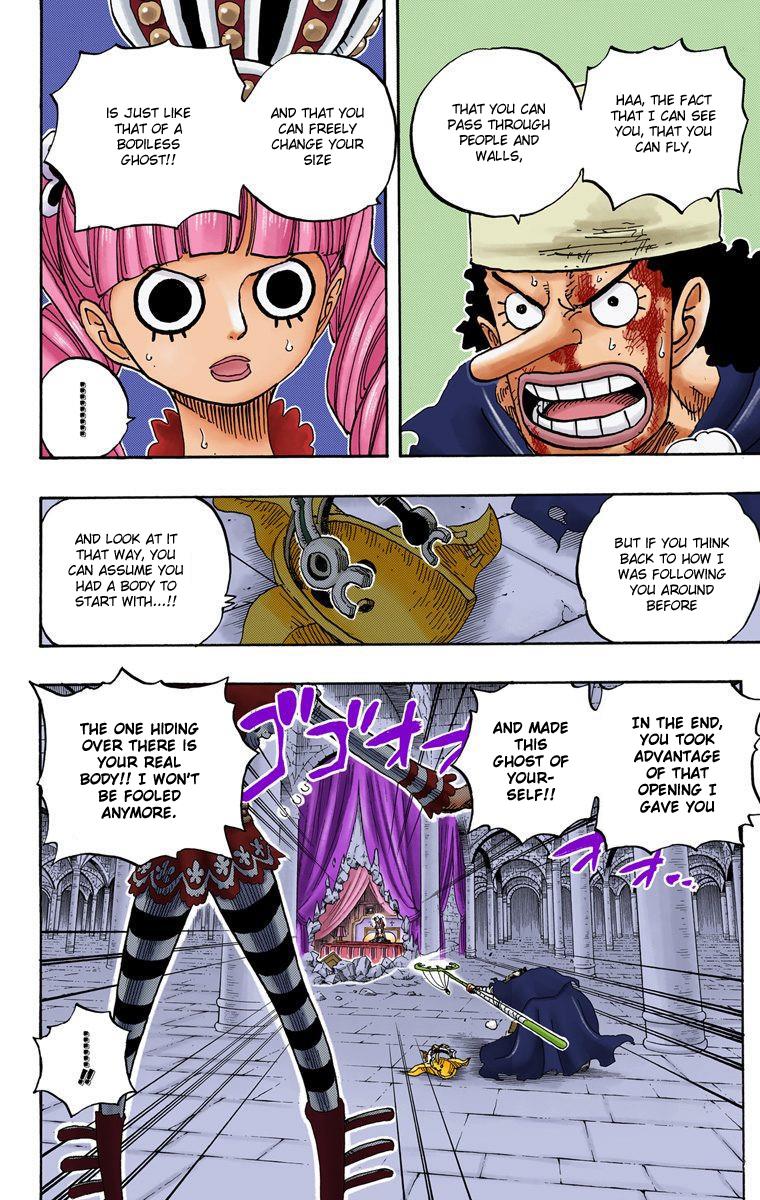 HAA, THE FACT
THAT I CAN SEE
YOU, THAT YOU
CAN FLY,
THAT YOU CAN
PASS THROUGH
PEOPLE AND
WALLS,
AND THAT YOU
CAN FREELY
CHANGE YOUR
SIZE
IS JUST LIKE
THAT OF A
BODILESS
GHOST!!
.........
BUT IF YOU THINK
BACK TO HOW I
WAS FOLLOWING
YOU AROUND
BEFORE
AND LOOK AT IT
THAT WAY, YOU
CAN ASSUME YOU
HAD A BODY TO
START WITH...!!
IN THE END,
YOU TOOK
ADVANTAGE
OF THAT
OPENING I
GAVE YOU
AND MADE
THIS
GHOST OF
YOUR-
SELF!!
THE ONE HIDING
OVER THERE IS
YOUR REAL
BODY!! I WON'T
BE FOOLED
ANYMORE.
ゴゴオオ
オオ...
......!!